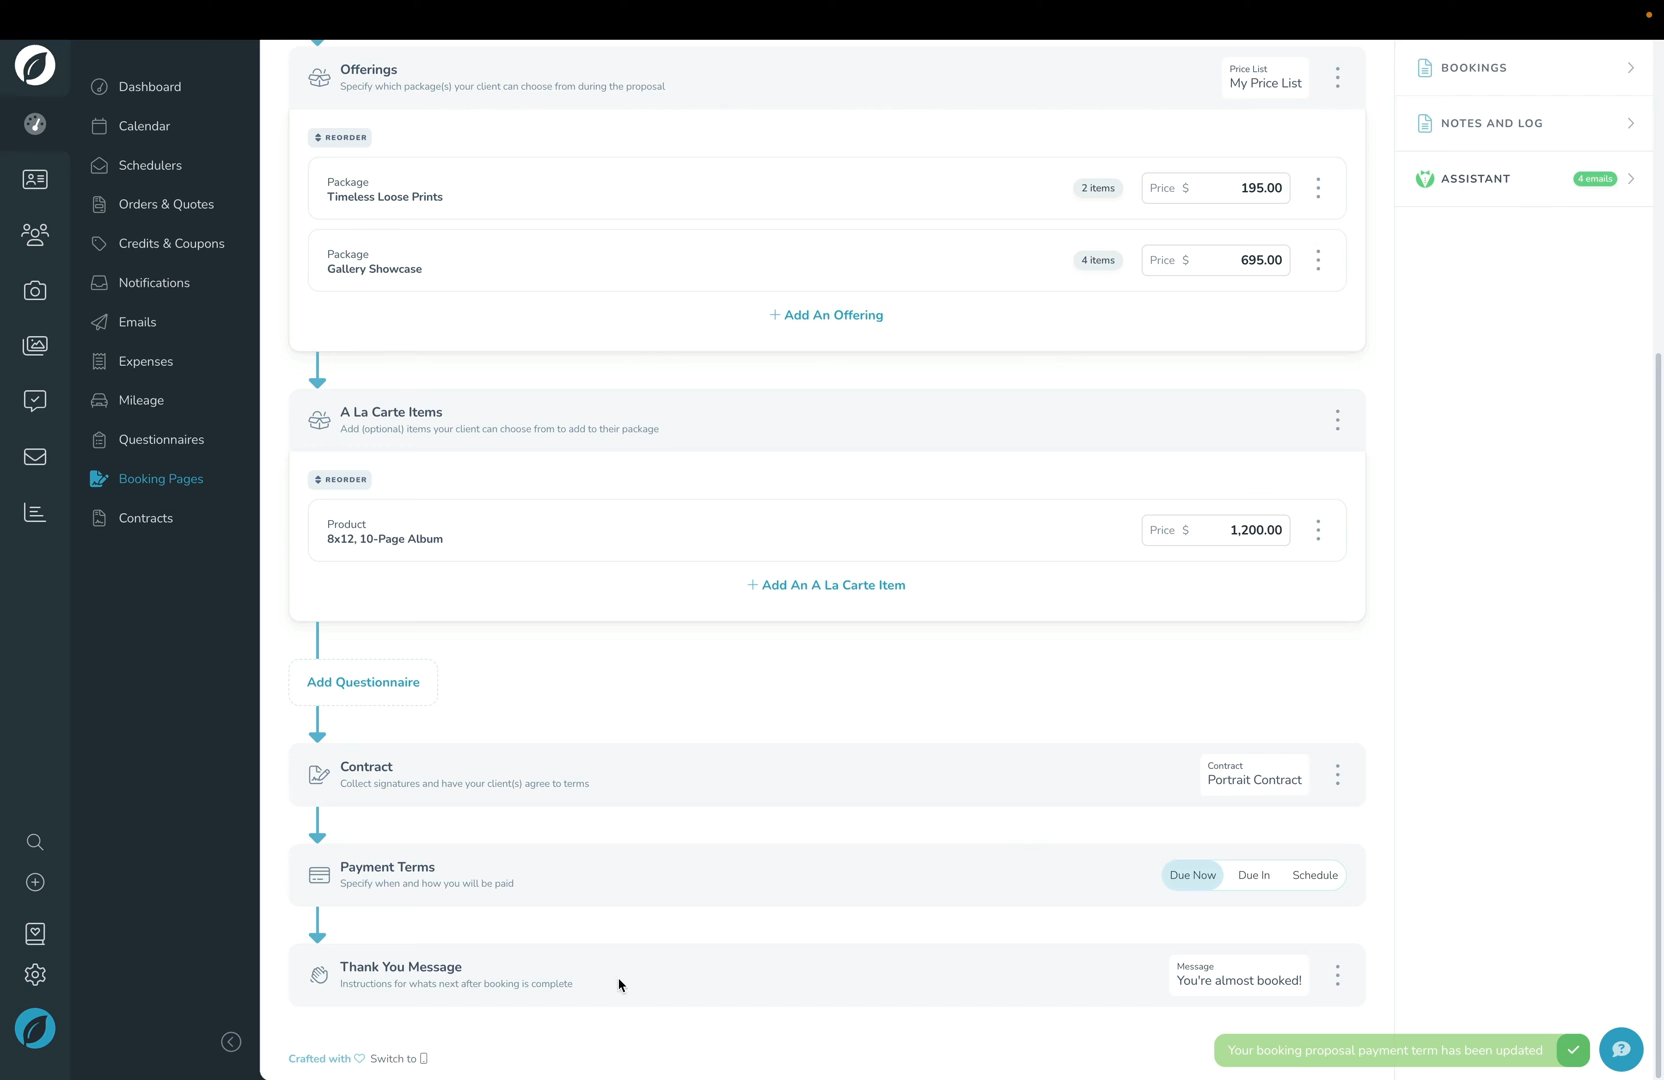 Dashboard
Calendar
Schedulers
Orders & Quotes
Credits & Coupons
Notifications
Emails
Expenses
Mileage
Questionnaires
Booking Pages
Contracts
Offerings
Specify which package(s) your client can choose from during the proposal
Price List
My Price List
REORDER
Package
Timeless Loose Prints
2 items
Price $ 195.00
Package
Gallery Showcase
4 items
Price $ 695.00
+ Add An Offering
A La Carte Items
Add (optional) items your client can choose from to add to their package
REORDER
Product
8x12, 10-Page Album
Price $ 1,200.00
+ Add An A La Carte Item
Add Questionnaire
Contract
Collect signatures and have your client(s) agree to terms
Contract
Portrait Contract
Payment Terms
Specify when and how you will be paid
Due Now Due In Schedule
Thank You Message
Instructions for whats next after booking is complete
Message
You're almost booked!
Crafted with Switch to
BOOKINGS
NOTES AND LOG
ASSISTANT 4 emails
Your booking proposal payment term has been updated